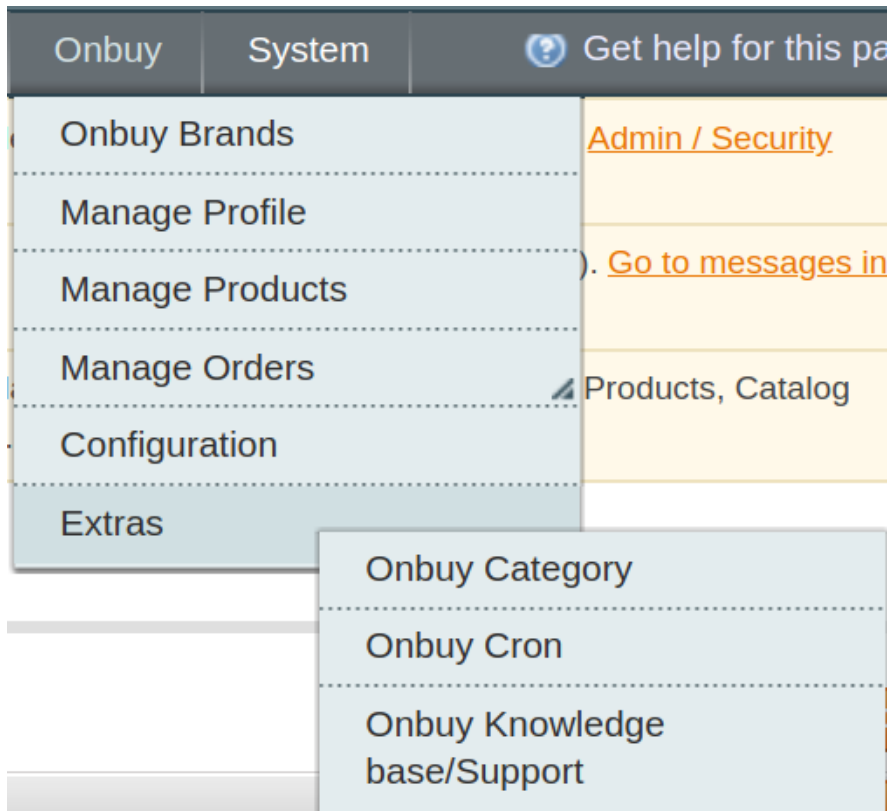 Onbuy System Get help for this
Onbuy Brands
Admin / Security
Manage Profile
). Go to messages in
Manage Products
Manage Orders
Products, Catalog
Configuration
Extras
Onbuy Category
Onbuy Cron
Onbuy Knowledge
base/Support